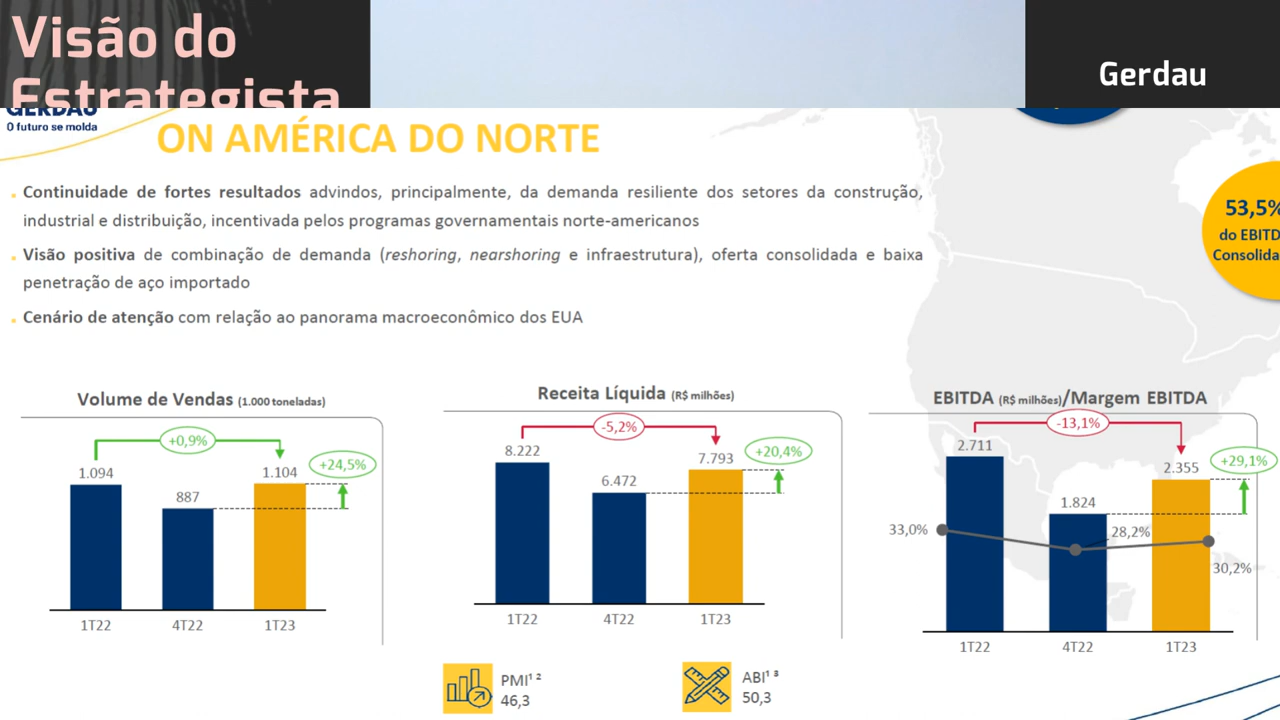 Visão do
Estrategista
Gerdau
GERDAU
O futuro se molda
ON AMÉRICA DO NORTE
Continuidade de fortes resultados advindos, principalmente, da demanda resiliente dos setores da construção,
industrial e distribuição, incentivada pelos programas governamentais norte-americanos
Visão positiva de combinação de demanda (reshoring, nearshoring e infraestrutura), oferta consolidada e baixa
penetração de aço importado
Cenário de atenção com relação ao panorama macroeconômico dos EUA
53,5%
do EBITD
Consolida
Volume de Vendas (1.000 toneladas)
+0,9%
+24,5%
1.094
887
1.104
1T22
4T22
1T23
Receita Líquida (R$ milhões)
-5,2%
+20,4%
8.222
6.472
7.793
1T22
4T22
1T23
EBITDA (R$ milhões)/Margem EBITDA
-13,1%
+29,1%
2.711
1.824
2.355
33,0%
28,2%
30,2%
1T22
4T22
1T23
PMI¹ ²
46,3
ABI¹ ³
50,3